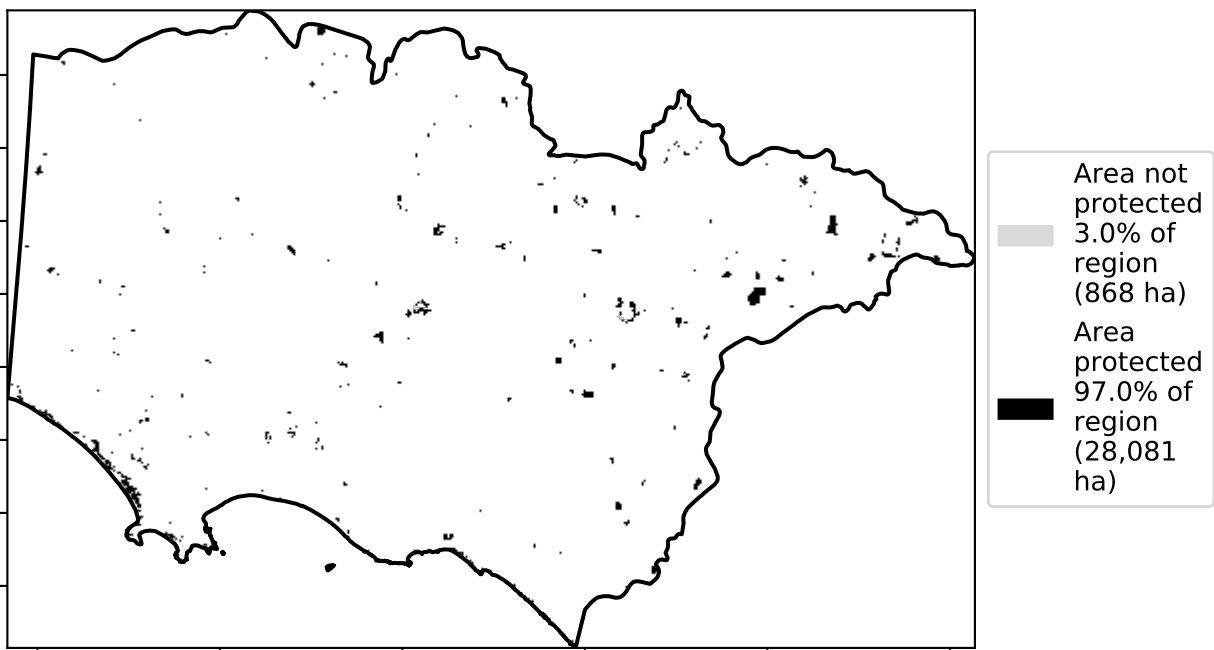 Area not
protected
3.0% of
region
(868 ha)
Area
protected
97.0% of
region
(28,081
ha)